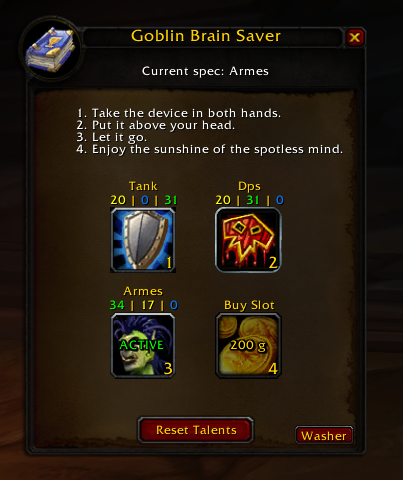 Goblin Brain Saver
Current spec: Armes
1. Take the device in both hands.
2. Put it above your head.
3. Let it go.
4. Enjoy the sunshine of the spotless mind.
Tank Dps
20 | 0 | 31 20 | 31 | 0
1 2
Armes Buy Slot
34 | 17 | 0
ACTIVE 200 g
3 4
Reset Talents
Washer